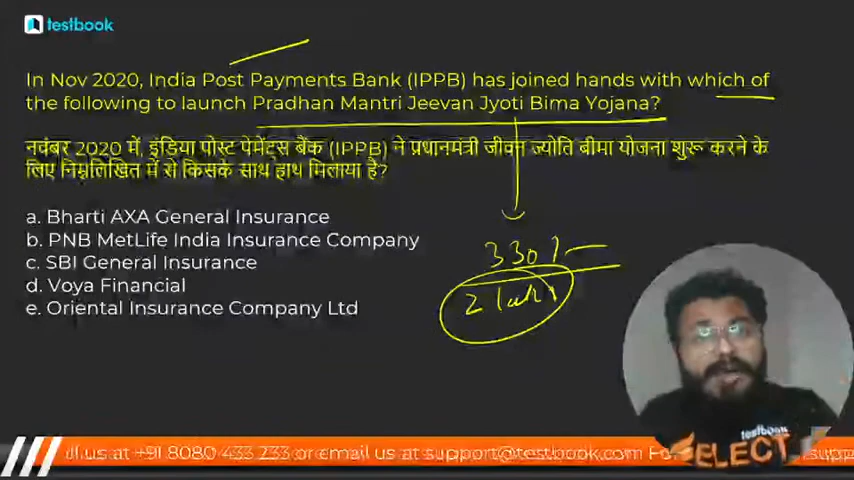 testbook
In Nov 2020, India Post Payments Bank (IPPB) has joined hands with which of
the following to launch Pradhan Mantri Jeevan Jyoti Bima Yojana?
नवंबर 2020 में, इंडिया पोस्ट पेमेंट्स बैंक (IPPB) ने प्रधानमंत्री जीवन ज्योति बीमा योजना शुरू करने के
लिए निम्नलिखित में से किसके साथ हाथ मिलाया है?
a. Bharti AXA General Insurance
b. PNB MetLife India Insurance Company
c. SBI General Insurance
d. Voya Financial
e. Oriental Insurance Company Ltd
330/-
2 lakh
testbook
SELECT
us at +91 8080 433 233 or email us at support@testbook.com